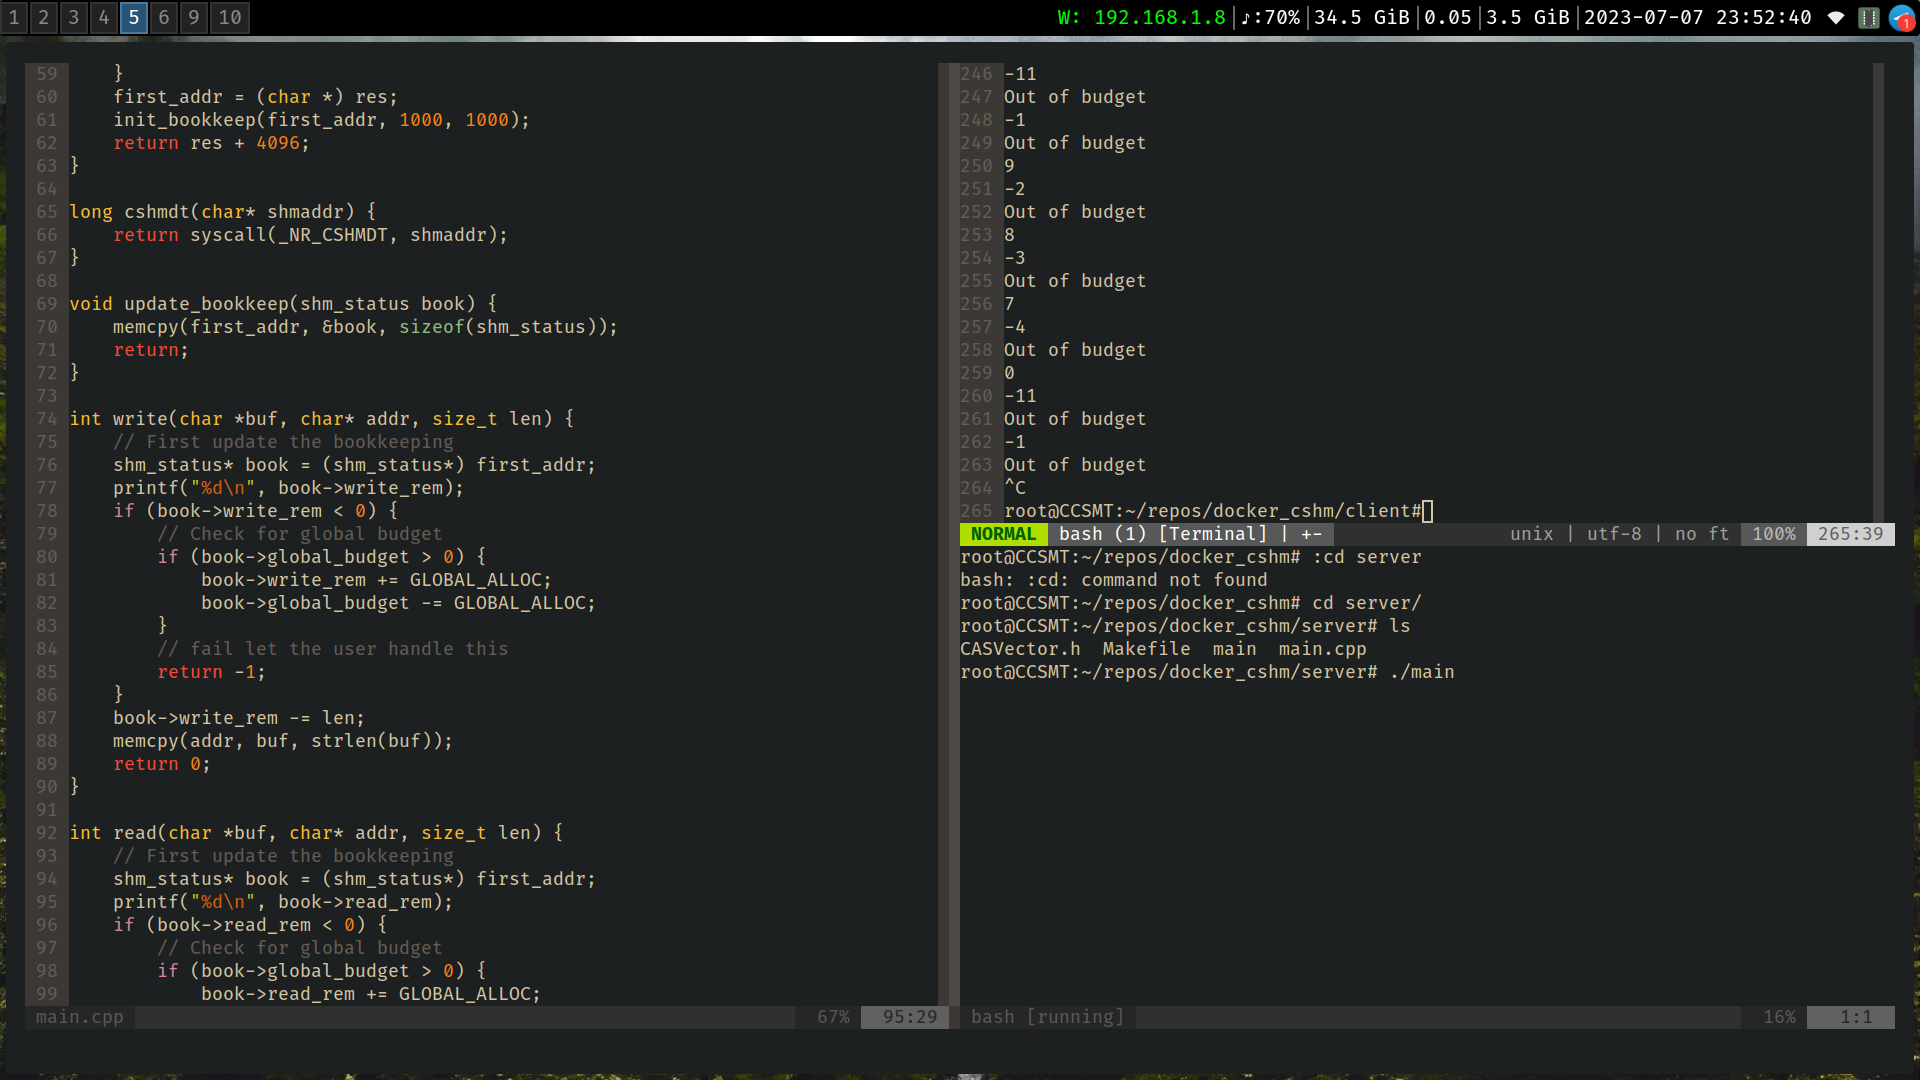 1 2 3 4 5 6 9 10
W: 192.168.1.8|♪:70%|34.5 GiB|0.05|3.5 GiB|2023-07-07 23:52:40
1
59     }
60     first_addr = (char *) res;
61     init_bookkeep(first_addr, 1000, 1000);
62     return res + 4096;
63 }
64
65 long cshmdt(char* shmaddr) {
66     return syscall(_NR_CSHMDT, shmaddr);
67 }
68
69 void update_bookkeep(shm_status book) {
70     memcpy(first_addr, &book, sizeof(shm_status));
71     return;
72 }
73
74 int write(char *buf, char* addr, size_t len) {
75     // First update the bookkeeping
76     shm_status* book = (shm_status*) first_addr;
77     printf("%d\n", book->write_rem);
78     if (book->write_rem < 0) {
79         // Check for global budget
80         if (book->global_budget > 0) {
81             book->write_rem += GLOBAL_ALLOC;
82             book->global_budget -= GLOBAL_ALLOC;
83         }
84         // fail let the user handle this
85         return -1;
86     }
87     book->write_rem -= len;
88     memcpy(addr, buf, strlen(buf));
89     return 0;
90 }
91
92 int read(char *buf, char* addr, size_t len) {
93     // First update the bookkeeping
94     shm_status* book = (shm_status*) first_addr;
95     printf("%d\n", book->read_rem);
96     if (book->read_rem < 0) {
97         // Check for global budget
98         if (book->global_budget > 0) {
99             book->read_rem += GLOBAL_ALLOC;
main.cpp 67% 95:29
246 -11
247 Out of budget
248 -1
249 Out of budget
250 9
251 -2
252 Out of budget
253 8
254 -3
255 Out of budget
256 7
257 -4
258 Out of budget
259 0
260 -11
261 Out of budget
262 -1
263 Out of budget
264 ^C
265 root@CCSMT:~/repos/docker_cshm/client#
NORMAL bash (1) [Terminal] | +- unix | utf-8 | no ft 100% 265:39
root@CCSMT:~/repos/docker_cshm# :cd server
bash: :cd: command not found
root@CCSMT:~/repos/docker_cshm# cd server/
root@CCSMT:~/repos/docker_cshm/server# ls
CASVector.h  Makefile  main  main.cpp
root@CCSMT:~/repos/docker_cshm/server# ./main
bash [running] 16% 1:1